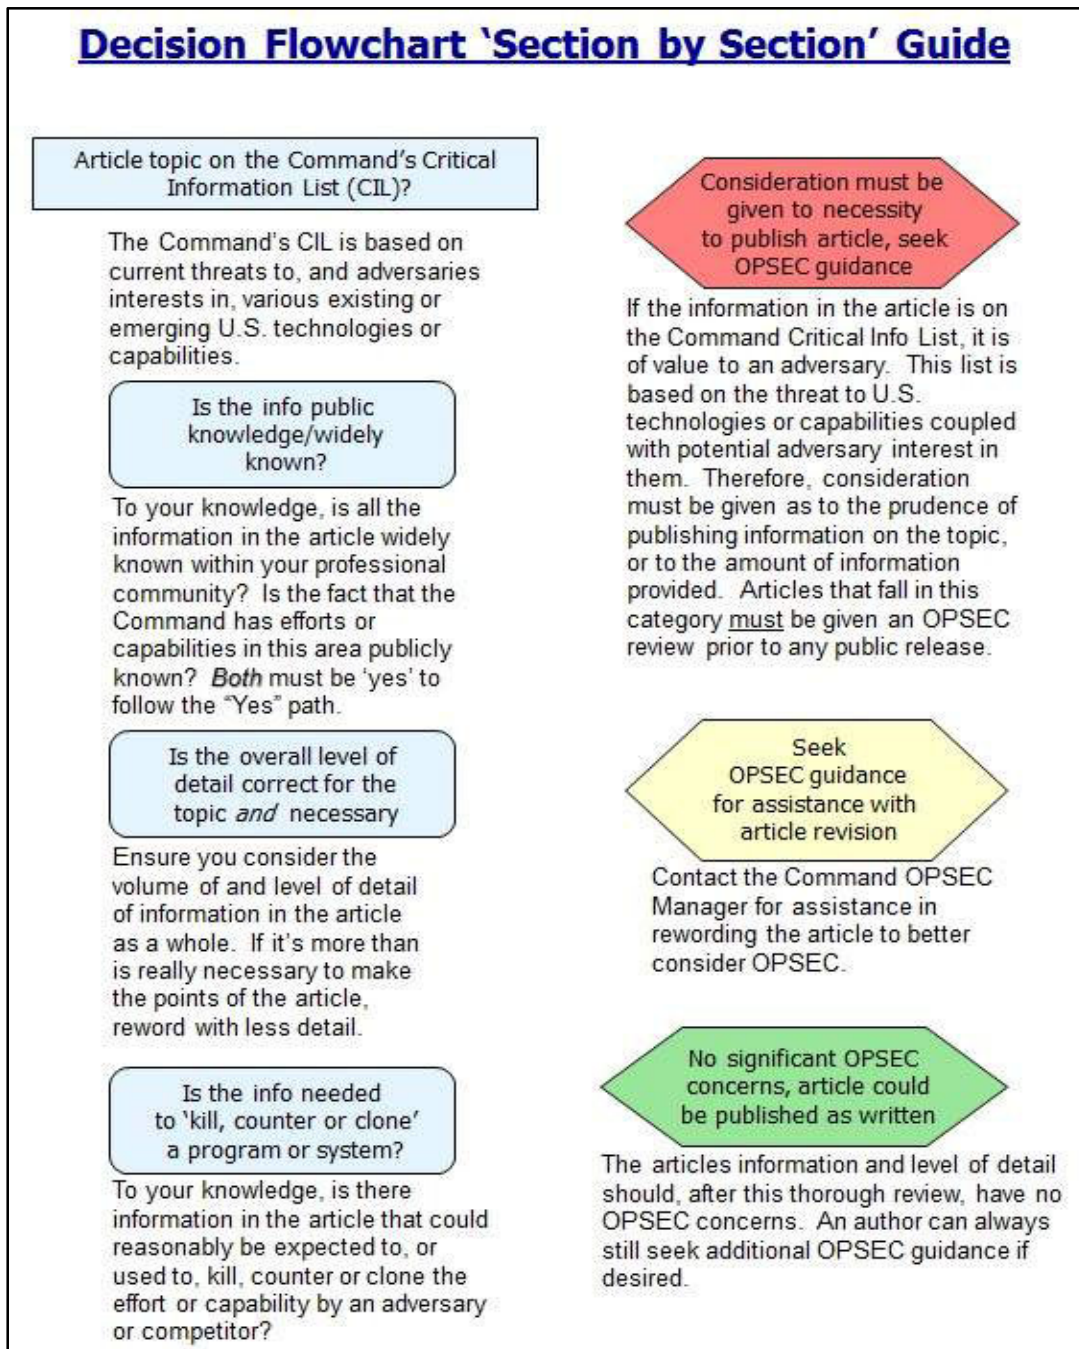 Decision Flowchart ‘Section by Section’ Guide
Article topic on the Command’s Critical
Information List (CIL)?
The Command’s CIL is based on
current threats to, and adversaries
interests in, various existing or
emerging U.S. technologies or
capabilities.
Is the info public
knowledge/widely
known?
To your knowledge, is all the
information in the article widely
known within your professional
community? Is the fact that the
Command has efforts or
capabilities in this area publicly
known? Both must be ‘yes’ to
follow the “Yes” path.
Is the overall level of
detail correct for the
topic and necessary
Ensure you consider the
volume of and level of detail
of information in the article
as a whole. If it’s more than
is really necessary to make
the points of the article,
reword with less detail.
Is the info needed
to ‘kill, counter or clone’
a program or system?
To your knowledge, is there
information in the article that could
reasonably be expected to, or
used to, kill, counter or clone the
effort or capability by an adversary
or competitor?
Consideration must be
given to necessity
to publish article, seek
OPSEC guidance
If the information in the article is on
the Command Critical Info List, it is
of value to an adversary. This list is
based on the threat to U.S.
technologies or capabilities coupled
with potential adversary interest in
them. Therefore, consideration
must be given as to the prudence of
publishing information on the topic,
or to the amount of information
provided. Articles that fall in this
category must be given an OPSEC
review prior to any public release.
Seek
OPSEC guidance
for assistance with
article revision
Contact the Command OPSEC
Manager for assistance in
rewording the article to better
consider OPSEC.
No significant OPSEC
concerns, article could
be published as written
The articles information and level of detail
should, after this thorough review, have no
OPSEC concerns. An author can always
still seek additional OPSEC guidance if
desired.